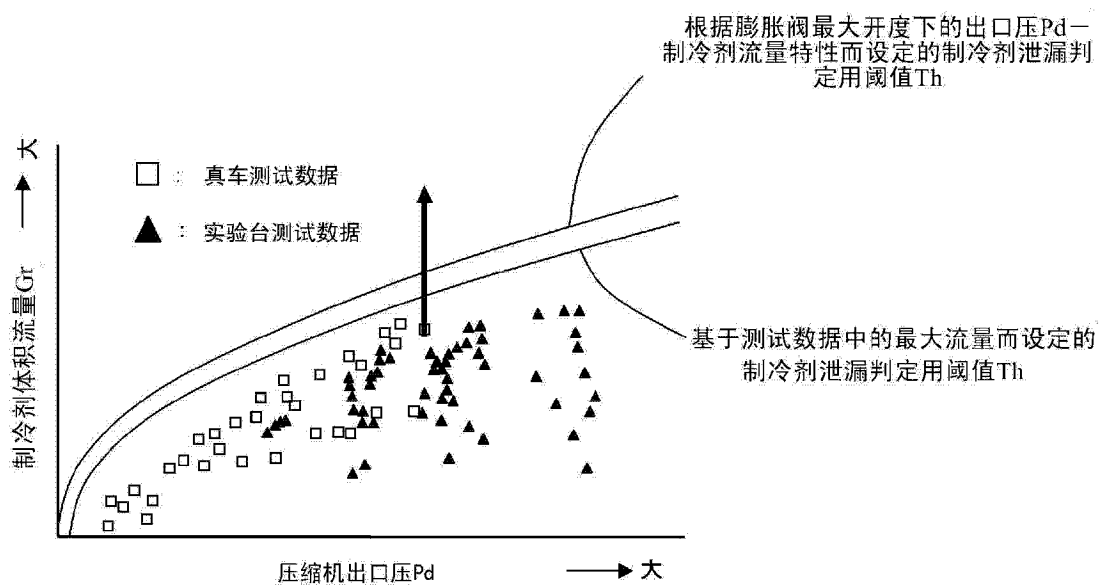 根据膨胀阀最大开度下的出口压Pd－
制冷剂流量特性而设定的制冷剂泄漏判
定用阈值Th
大
□ ： 真车测试数据
▲ ： 实验台测试数据
制冷剂体积流量Gr
基于测试数据中的最大流量而设定的
制冷剂泄漏判定用阈值Th
压缩机出口压Pd
大